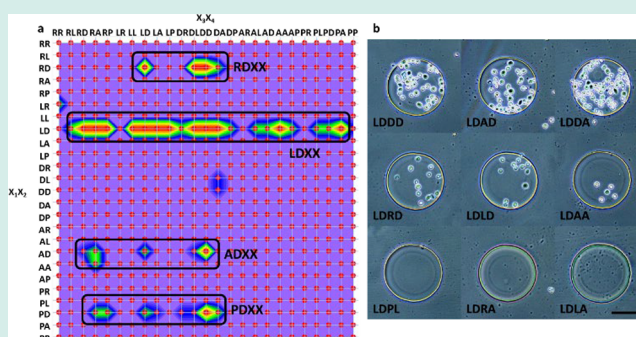 X3X4
a
RR RL RD RA RP LR LL LD LA LP DR DL DD DA DP AR AL AD AA AP PR PL PD PA PP
RR
RL
RD
RA
RP
LR
LD
LA
LP
DR
DL
DD
DA
DP
AR
AL
AD
AA
AP
PR
PL
PD
PA
X1X2
RDXX
LDXX
ADXX
PDXX
b
LDDD
LDAD
LDDA
LDRD
LDLD
LDAA
LDPL
LDRA
LDLA